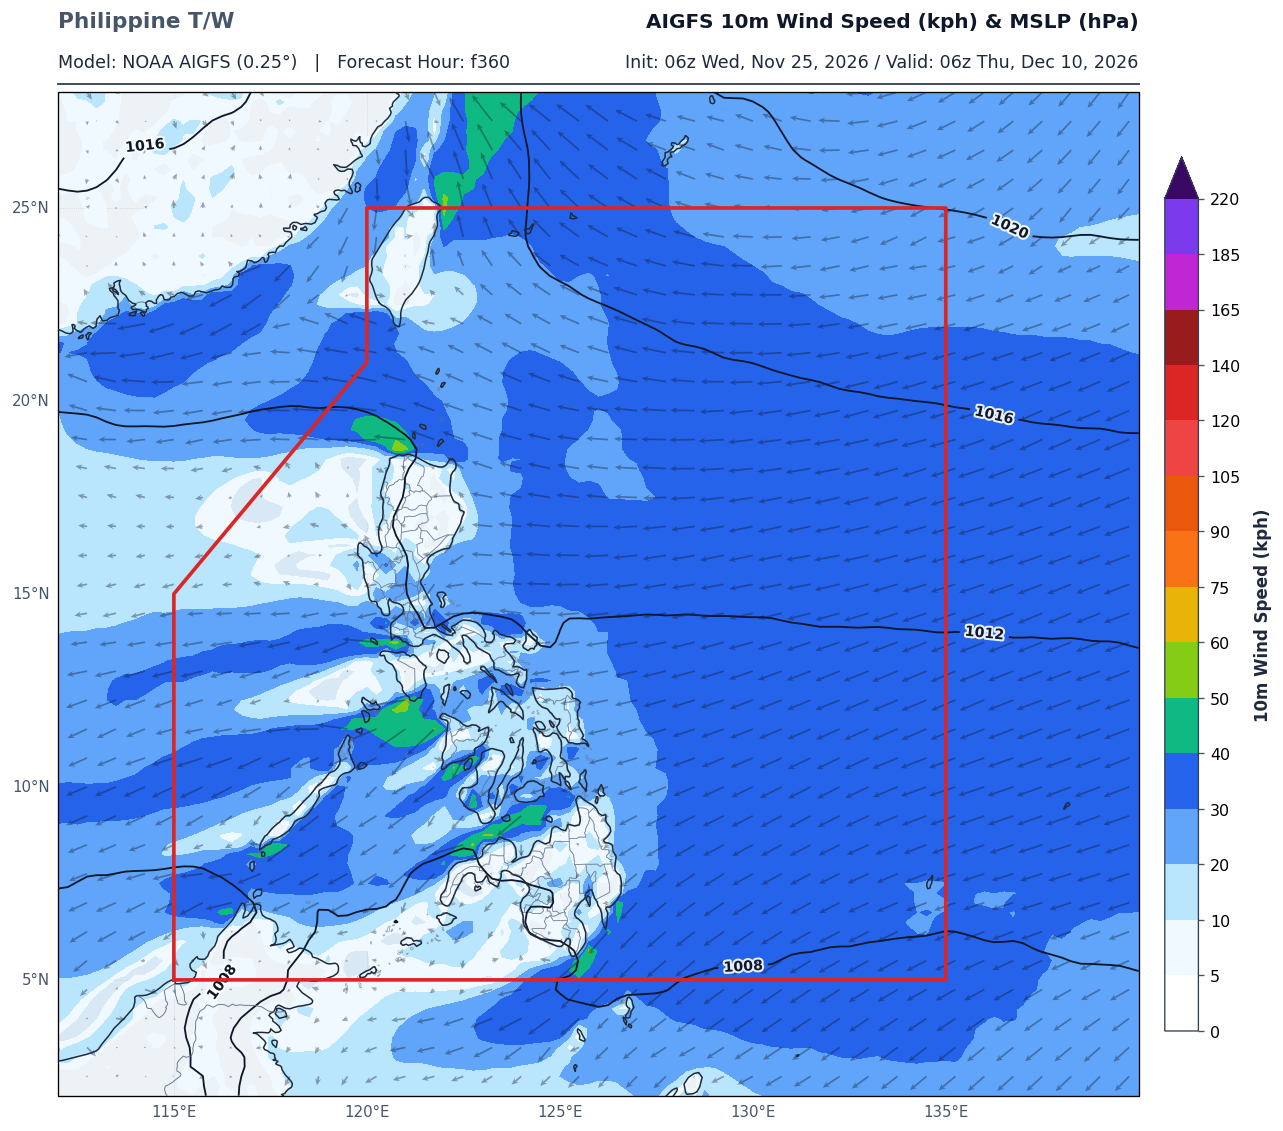 Philippine T/W
AIGFS 10m Wind Speed (kph) & MSLP (hPa)
Model: NOAA AIGFS (0.25°) | Forecast Hour: f360
Init: 06z Wed, Nov 25, 2026 / Valid: 06z Thu, Dec 10, 2026
1016
1020
1016
1012
1008
1008
25°N
20°N
15°N
10°N
5°N
115°E
120°E
125°E
130°E
135°E
220
185
165
140
120
105
90
75
60
50
40
30
20
10
5
0
10m Wind Speed (kph)